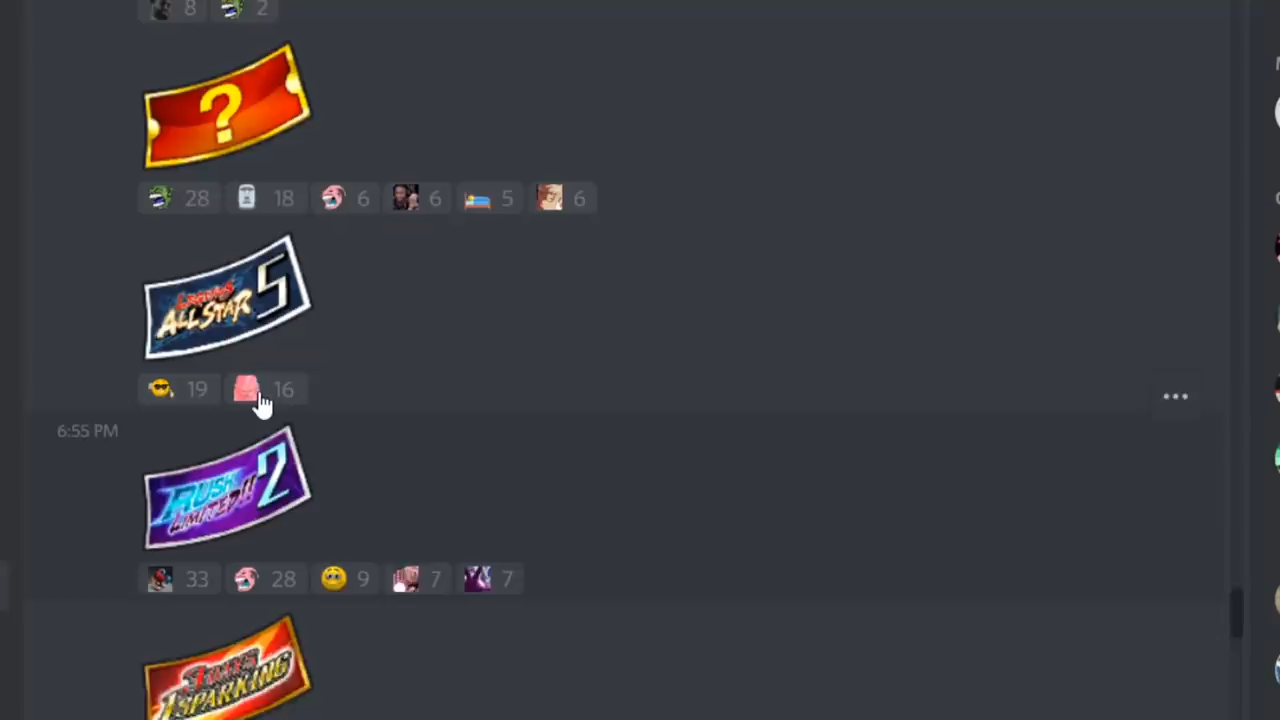 8 2
?
28 18 6 6 5 6
LEGENDS
ALL STAR 5
19 16
6:55 PM
RUSH
LIMITED!! 2
33 28 9 7 7
SPARKING